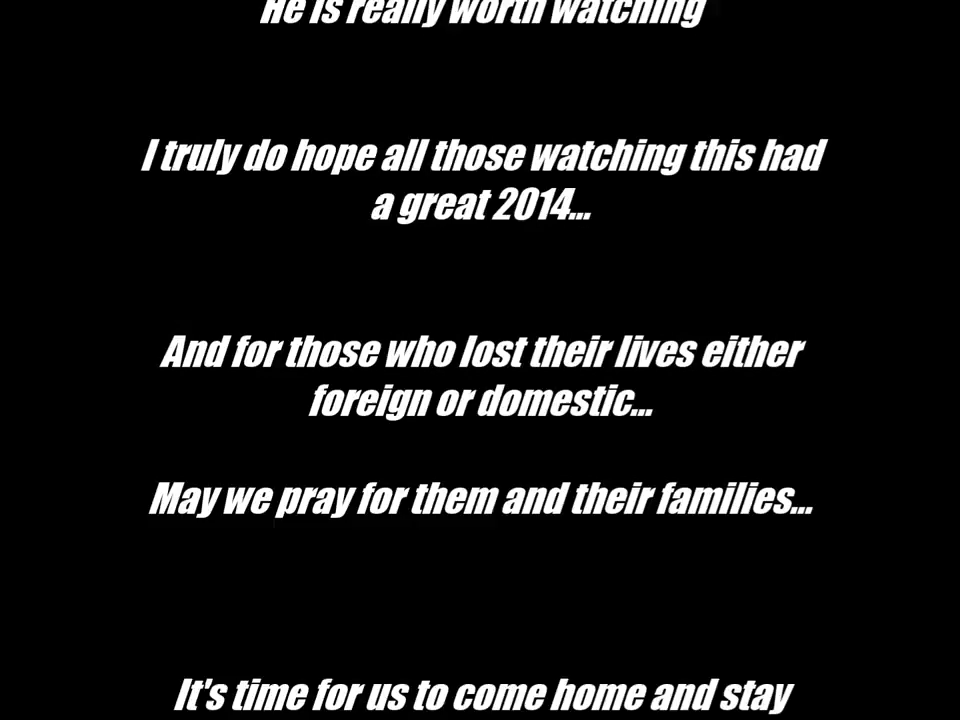 He is really worth watching
I truly do hope all those watching this had
a great 2014...
And for those who lost their lives either
foreign or domestic...
May we pray for them and their families...
It's time for us to come home and stay